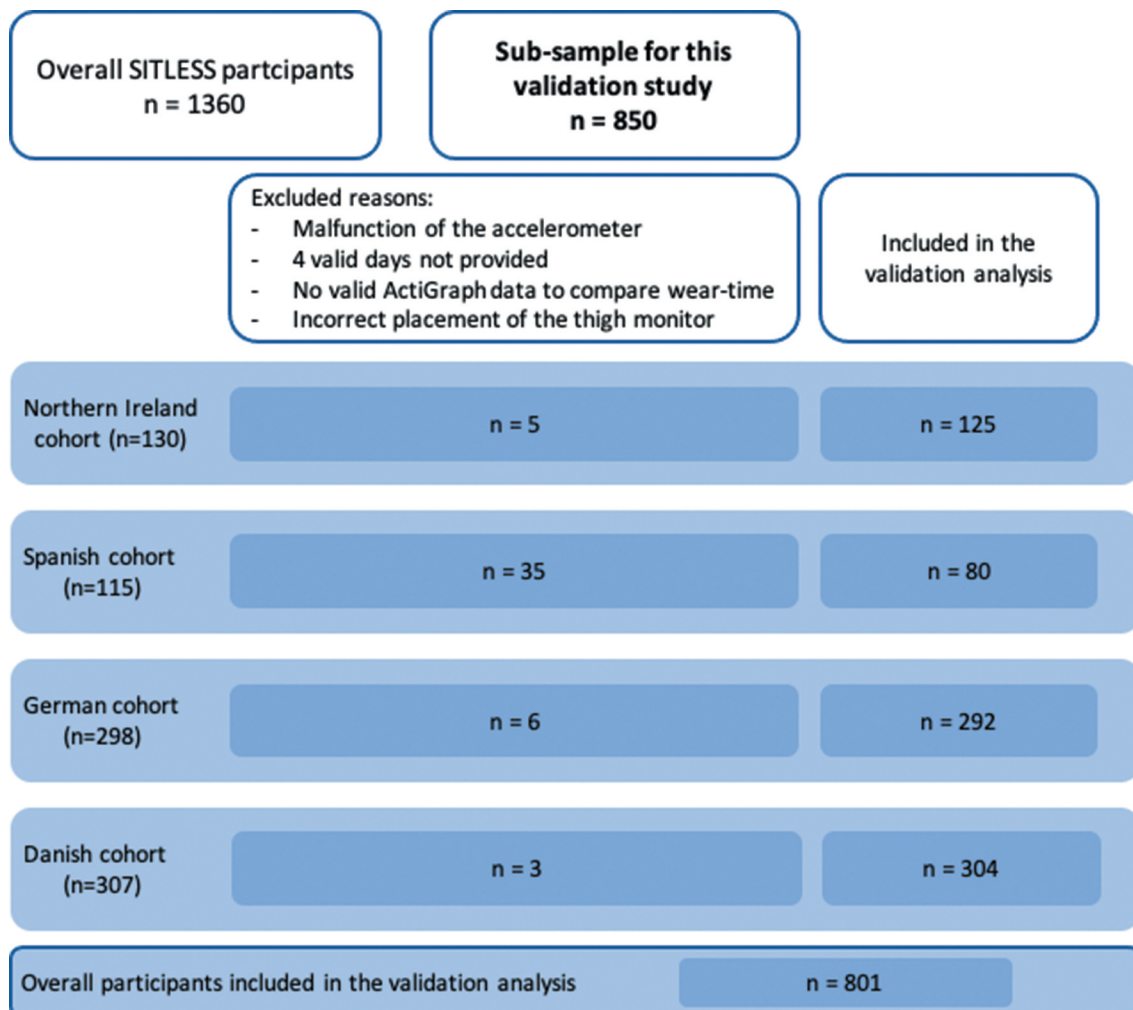 Overall SITLESS partcipants
n = 1360
Sub-sample for this
validation study
n = 850
Excluded reasons:
- Malfunction of the accelerometer
- 4 valid days not provided
- No valid ActiGraph data to compare wear-time
- Incorrect placement of the thigh monitor
Included in the
validation analysis
Northern Ireland
cohort (n=130)
n = 5
n = 125
Spanish cohort
(n=115)
n = 35
n = 80
German cohort
(n=298)
n = 6
n = 292
Danish cohort
(n=307)
n = 3
n = 304
Overall participants included in the validation analysis
n = 801